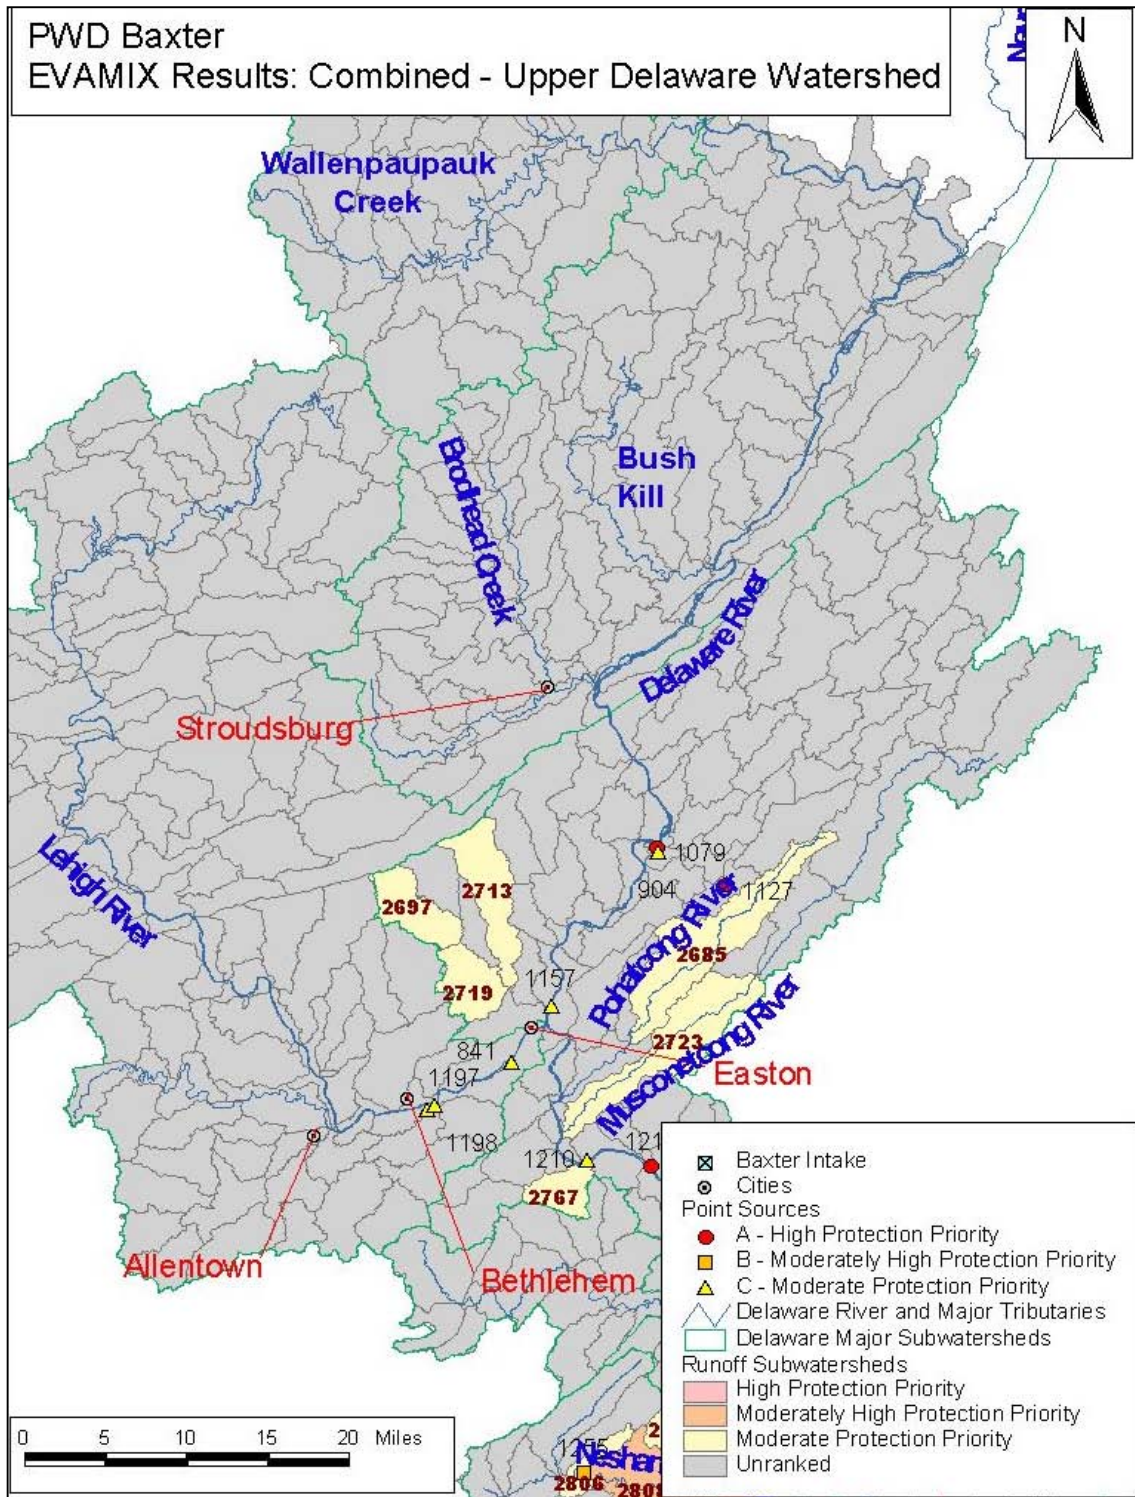 PWD Baxter
EVAMIX Results: Combined - Upper Delaware Watershed
N
Wallenpaupauk
Creek
Bush
Kill
Brodhead Creek
Delaware River
Stroudsburg
Lehigh River
1079
904
1127
2713
2697
Pohatcong River
2685
2719
1157
2723
Musconetcong River
841
Easton
1197
1198
1210
2767
Allentown
Bethlehem
Baxter Intake
Cities
Point Sources
A - High Protection Priority
B - Moderately High Protection Priority
C - Moderate Protection Priority
Delaware River and Major Tributaries
Delaware Major Subwatersheds
Runoff Subwatersheds
High Protection Priority
Moderately High Protection Priority
Moderate Protection Priority
Unranked
0 5 10 15 20 Miles
1255
2806